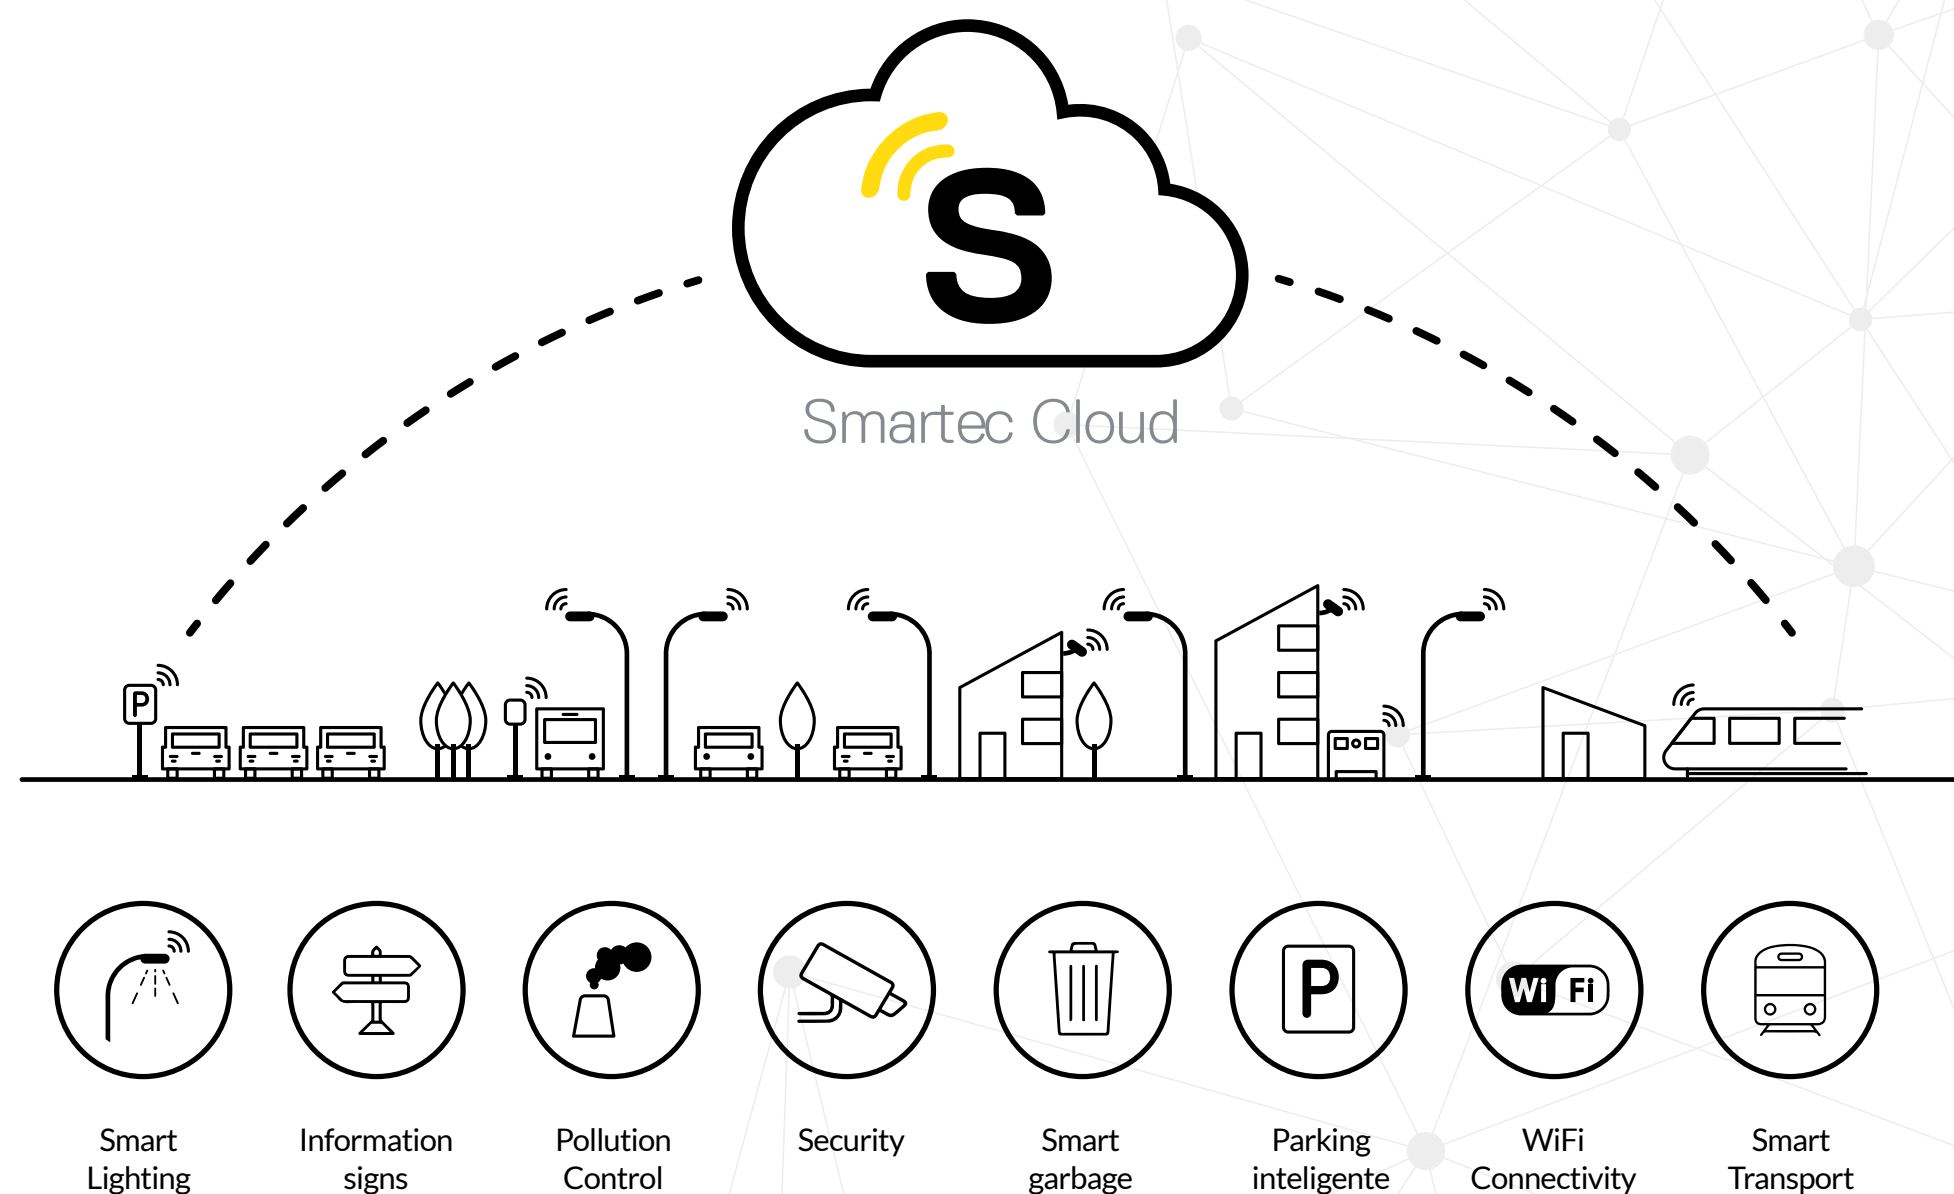 S
Smartec Cloud
P
Smart
Lighting
Information
signs
Pollution
Control
Security
Smart
garbage
P
Parking
inteligente
Wi Fi
WiFi
Connectivity
Smart
Transport